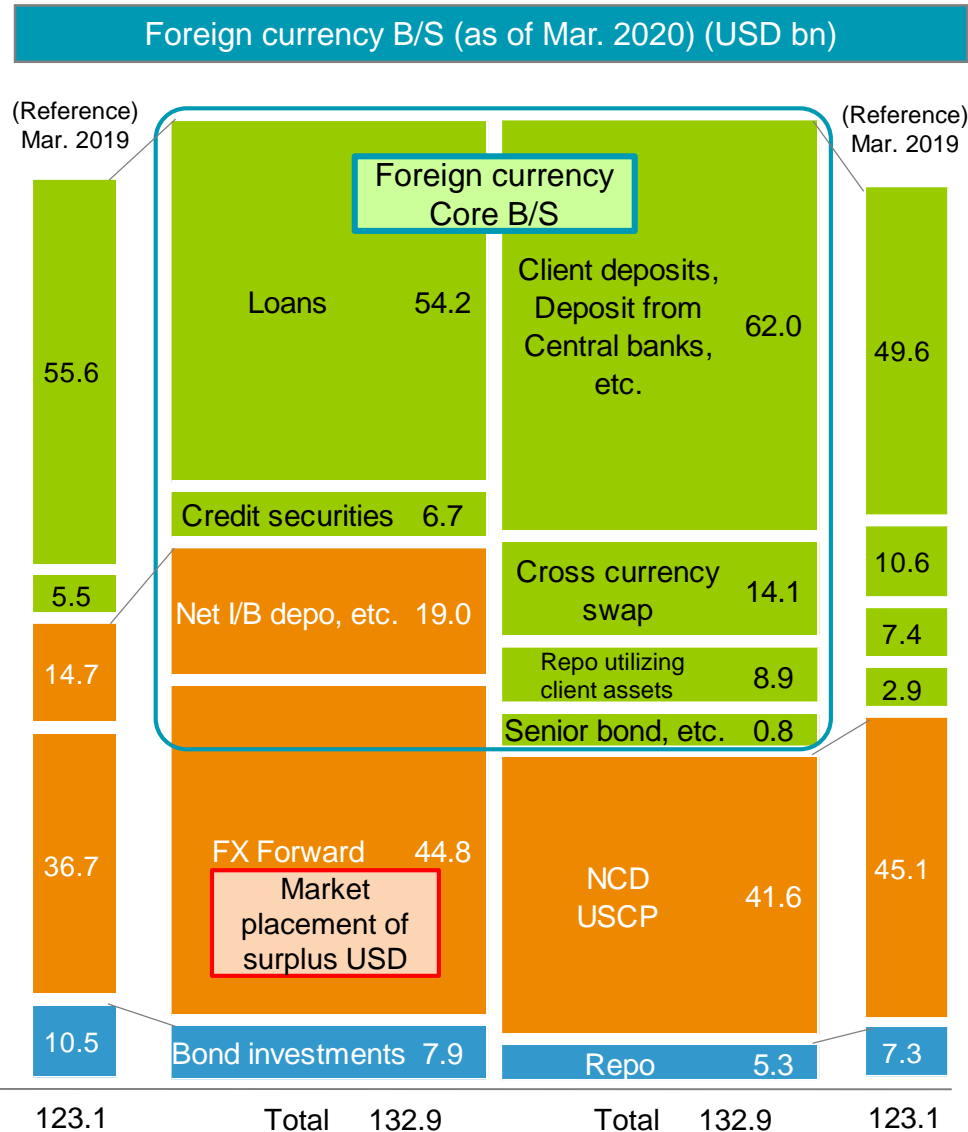 Foreign currency B/S (as of Mar. 2020) (USD bn)
(Reference)
Mar. 2019
55.6
5.5
14.7
36.7
10.5
123.1
Foreign currency
Core B/S
Loans 54.2
Credit securities 6.7
Net I/B depo, etc. 19.0
FX Forward 44.8
Market
placement of
surplus USD
Bond investments 7.9
Total 132.9
Client deposits,
Deposit from
Central banks,
etc.
62.0
Cross currency
swap
14.1
Repo utilizing
client assets
8.9
Senior bond, etc. 0.8
NCD
USCP
41.6
Repo 5.3
Total 132.9
(Reference)
Mar. 2019
49.6
10.6
7.4
2.9
45.1
7.3
123.1